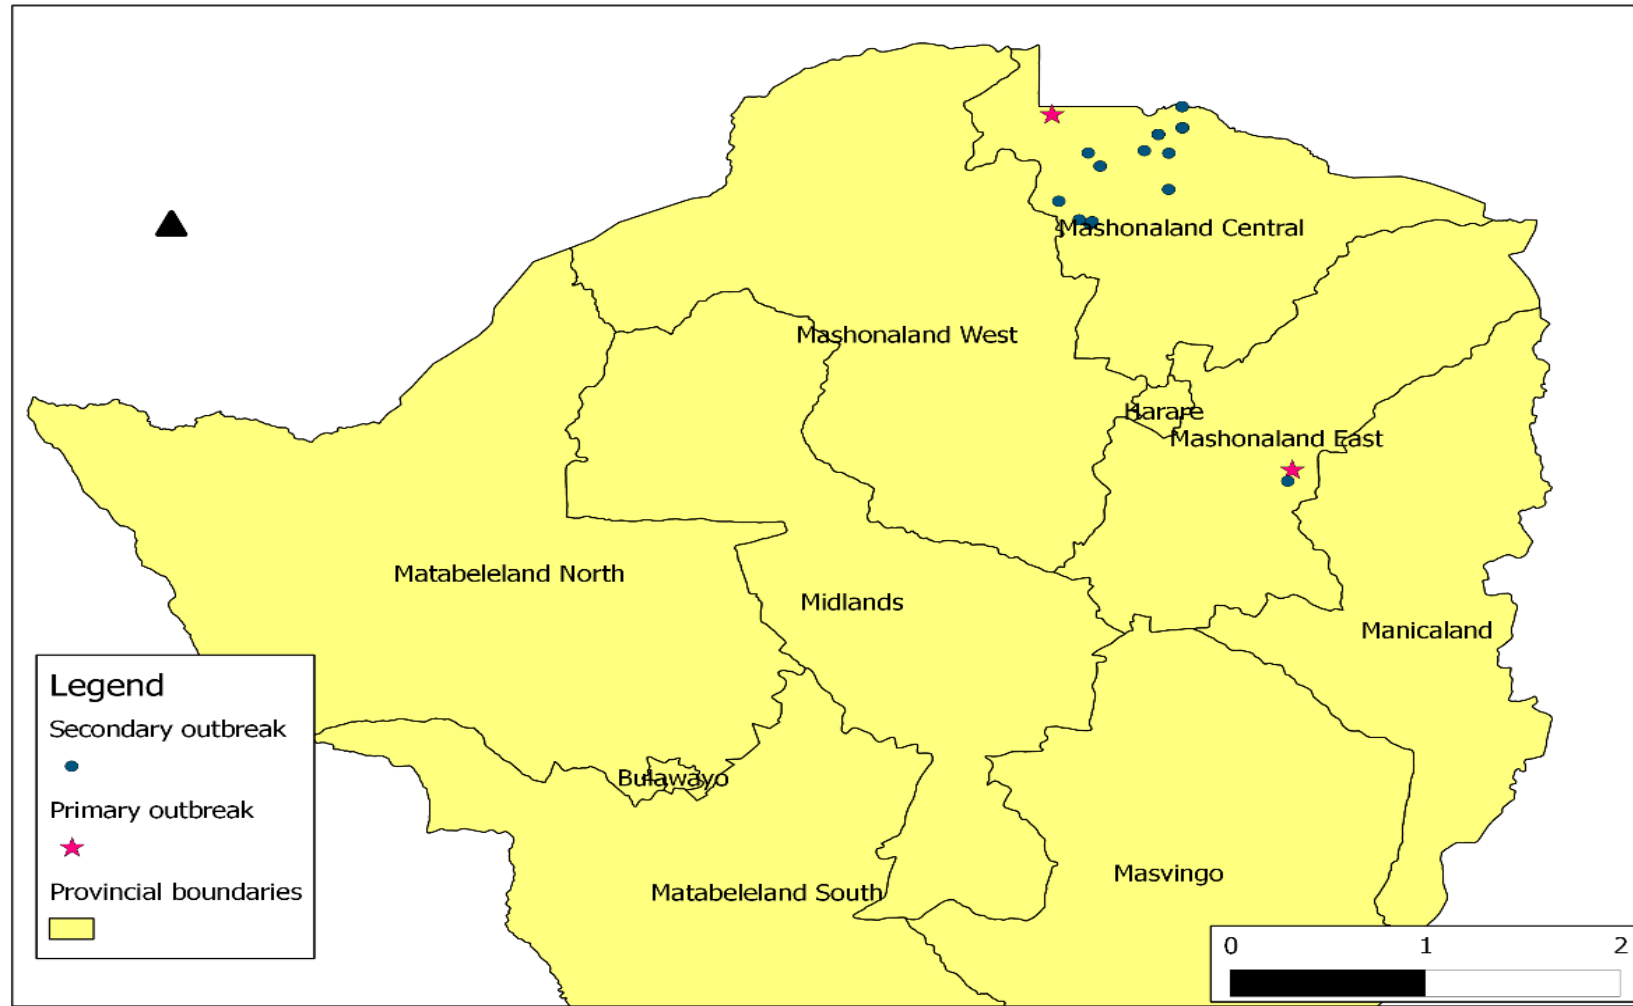 Mashonaland Central
Mashonaland West
Harare
Mashonaland East
Matabeleland North
Midlands
Manicaland
Legend
Secondary outbreak
Primary outbreak
Provincial boundaries
Bulawayo
Matabeleland South
Masvingo
0 1 2